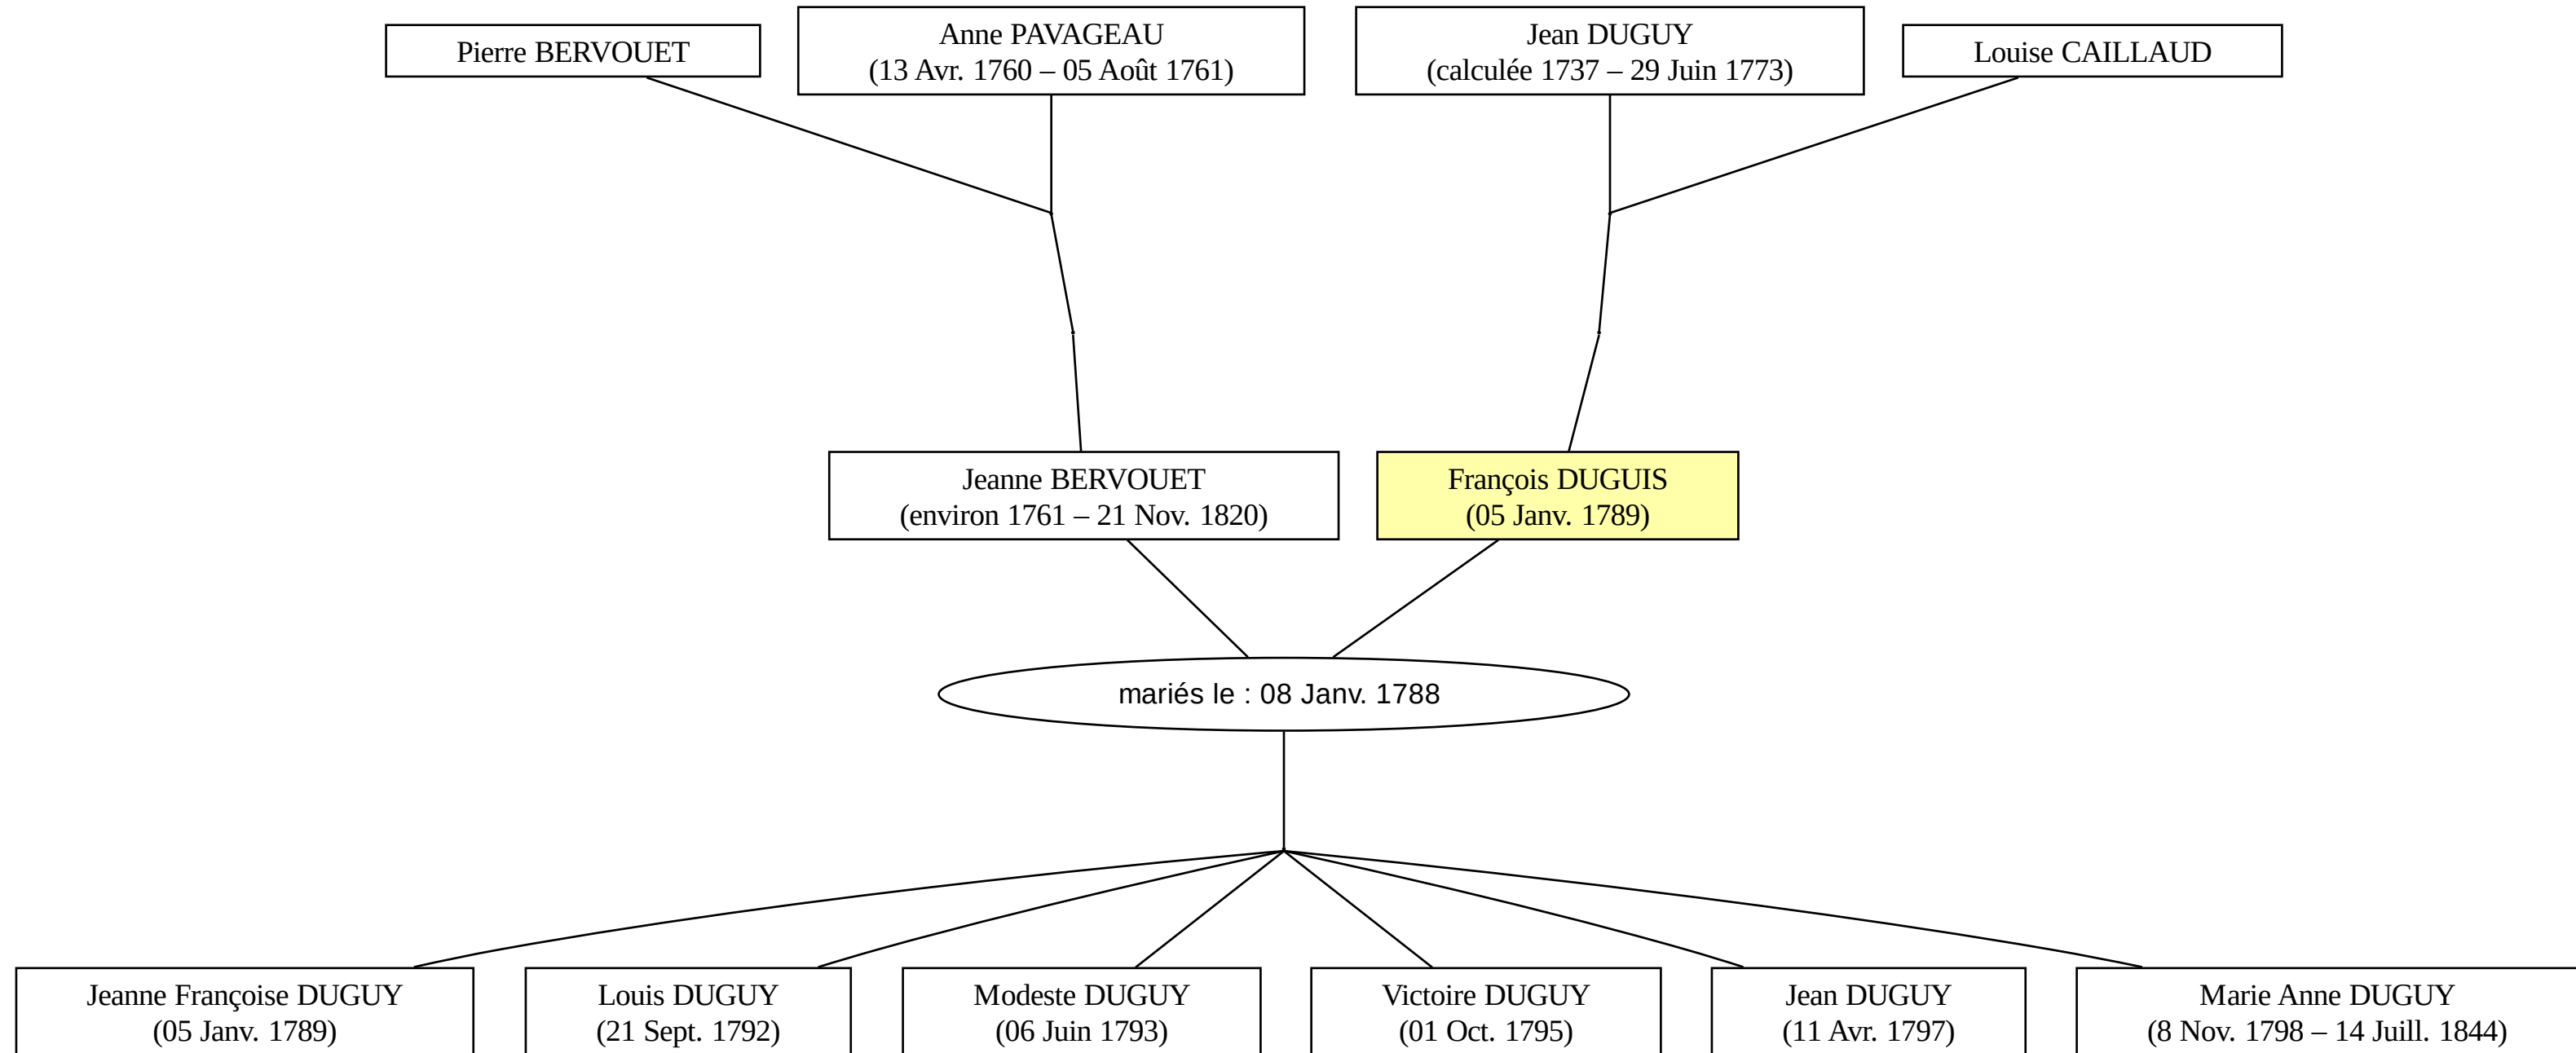 Pierre BERVOUET
Anne PAVAGEAU
(13 Avr. 1760 – 05 Août 1761)
Jean DUGUY
(calculée 1737 – 29 Juin 1773)
Louise CAILLAUD
Jeanne BERVOUET
(environ 1761 – 21 Nov. 1820)
François DUGUIS
(05 Janv. 1789)
mariés le : 08 Janv. 1788
Jeanne Françoise DUGUY
(05 Janv. 1789)
Louis DUGUY
(21 Sept. 1792)
Modeste DUGUY
(06 Juin 1793)
Victoire DUGUY
(01 Oct. 1795)
Jean DUGUY
(11 Avr. 1797)
Marie Anne DUGUY
(8 Nov. 1798 – 14 Juill. 1844)